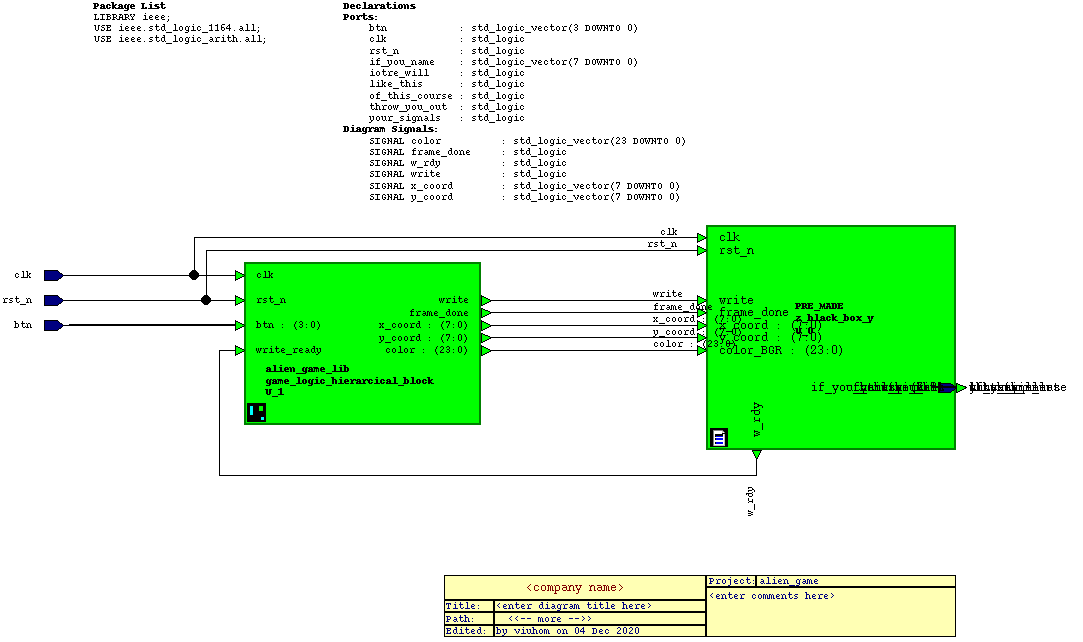 Package List
LIBRARY ieee;
USE ieee.std_logic_1164.all;
USE ieee.std_logic_arith.all;
Declarations
Ports:
btn : std_logic_vector(3 DOWNTO 0)
clk : std_logic
rst_n : std_logic
if_you_name : std_logic_vector(7 DOWNTO 0)
iotre_will : std_logic
like_this : std_logic
of_this_course : std_logic
throw_you_out : std_logic
your_signals : std_logic
Diagram Signals:
SIGNAL color : std_logic_vector(23 DOWNTO 0)
SIGNAL frame_done : std_logic
SIGNAL w_rdy : std_logic
SIGNAL write : std_logic
SIGNAL x_coord : std_logic_vector(7 DOWNTO 0)
SIGNAL y_coord : std_logic_vector(7 DOWNTO 0)
clk
rst_n
btn
clk
rst_n
btn : (3:0)
write_ready
write
frame_done
x_coord : (7:0)
y_coord : (7:0)
color : (23:0)
alien_game_lib
game_logic_hierarcical_block
U_1
clk
rst_n
write
frame_done
x_coord : (7:0)
y_coord : (7:0)
color : (23:0)
clk
rst_n
write
frame_done
x_coord : (7:0)
y_coord : (7:0)
color_BGR : (23:0)
PRE_MADE
z_black_box_y
U_0
w_rdy
w_rdy
<company name>
Title: <enter diagram title here>
Path: <<-- more -->>
Edited: by viuhom on 04 Dec 2020
Project: alien_game
<enter comments here>